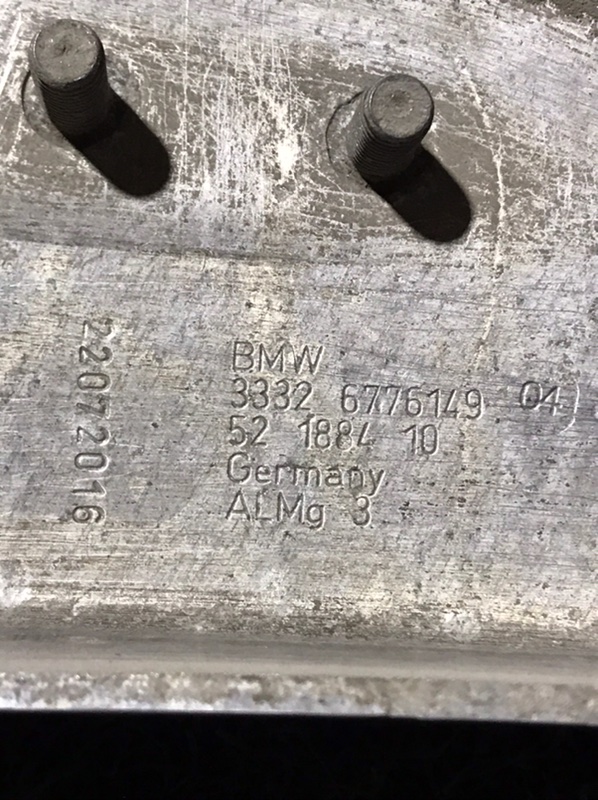 BMW
3332 6776149 04)
52 1884 10
Germany
ALMg 3
22072016